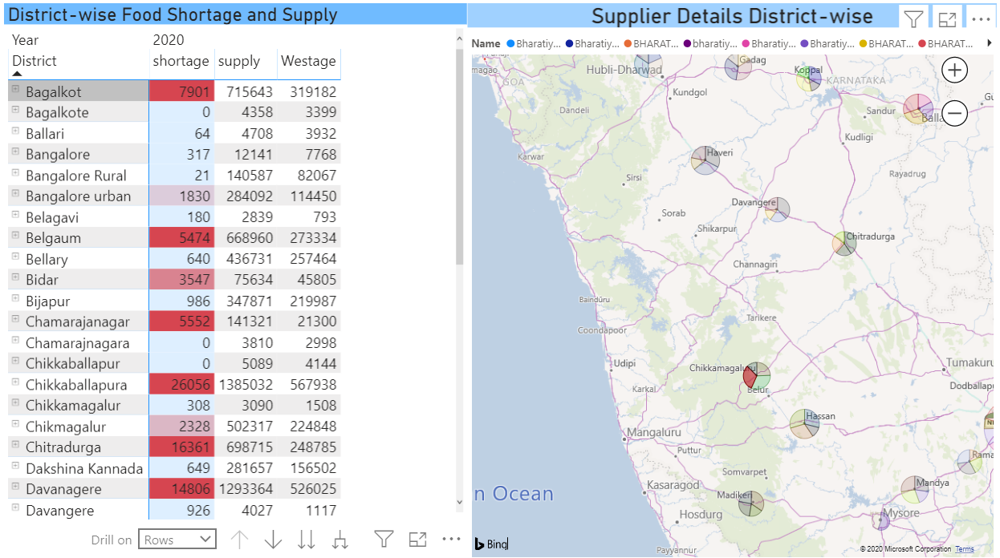 District-wise Food Shortage and Supply
Year 2020
District shortage supply Westage
Bagalkot 7901 715643 319182
Bagalkote 0 4358 3399
Ballari 64 4708 3932
Bangalore 317 12141 7768
Bangalore Rural 21 140587 82067
Bangalore urban 1830 284092 114450
Belagavi 180 2839 793
Belgaum 5474 668960 273334
Bellary 640 436731 257464
Bidar 3547 75634 45805
Bijapur 986 347871 219987
Chamarajanagar 5552 141321 21300
Chamarajnagara 0 3810 2998
Chikkaballapur 0 5089 4144
Chikkaballapura 26056 1385032 567938
Chikkamagalur 308 3090 1508
Chikmagalur 2328 502317 224848
Chitradurga 16361 698715 248785
Dakshina Kannada 649 281657 156502
Davanagere 14806 1293364 526025
Davangere 926 4027 1117
Drill on Rows
Supplier Details District-wise
Name Bharatiy... Bharatiy... BHARAT... bharatiy... Bharatiy... Bharatiy... BHARAT... BHARAT...
Gadag
Hubli-Dharwad
Koppal
GOA
KARNATAKA
Kundgol
Dandeli
Sandur
Kudligi
Karwar
Haveri
Rayadrug
Sirsi
Davangere
Sorab
Shikarpur
Chitradurga
Channagiri
Baindūru
Tarikere
Coondapoor
Udipi
Chikkamagaluru
Tumakuru
Belur
Karkal
Dodballapu
Hassan
Mangaluru
Puttur
Rama
Somvarpet
Mandya
Kasaragod
Madikeri
n Ocean
Hosdurg
Mysore
Payyannur
Bing
© 2020 Microsoft Corporation Terms